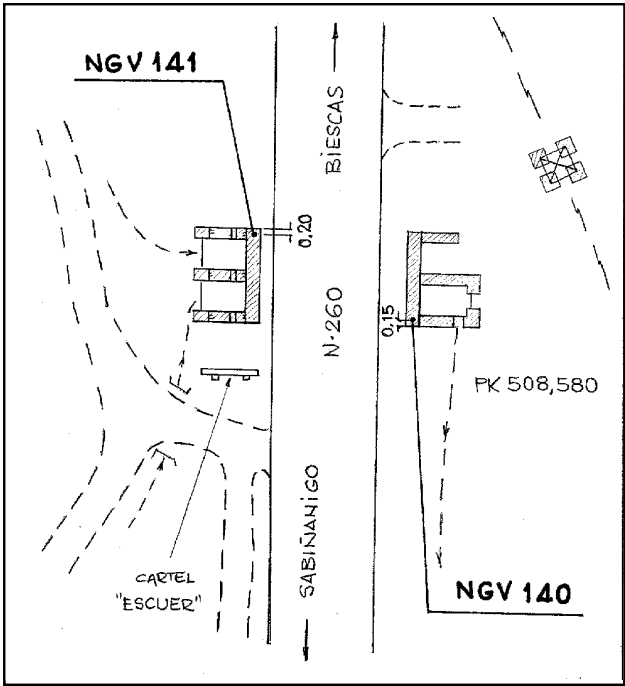 NGV 141
BIESCAS
0,20
N-260
0,15
PK 508,580
SABIÑANIGO
CARTEL
"ESCUER"
NGV 140